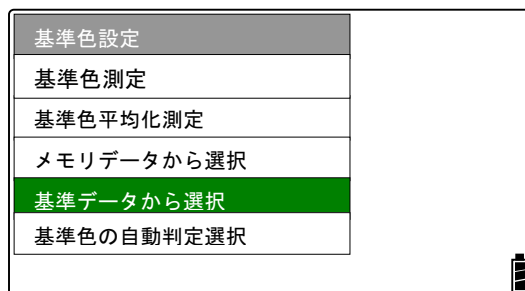 基準色設定
基準色測定
基準色平均化測定
メモリデータから選択
基準データから選択
基準色の自動判定選択